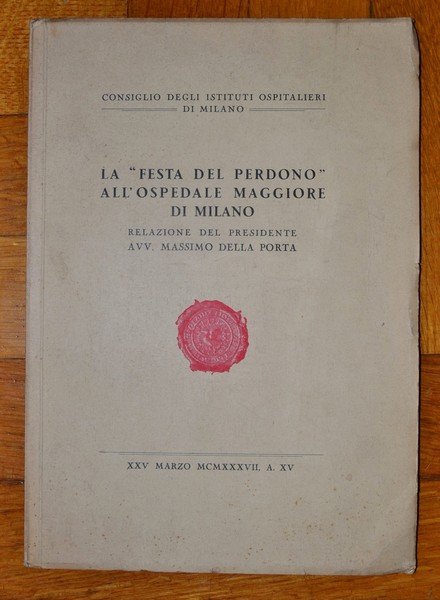 CONSIGLIO DEGLI ISTITUTI OSPITALIERI
DI MILANO
LA "FESTA DEL PERDONO"
ALL'OSPEDALE MAGGIORE
DI MILANO
RELAZIONE DEL PRESIDENTE
AVV. MASSIMO DELLA PORTA
XXV MARZO MCMXXXVII, A. XV